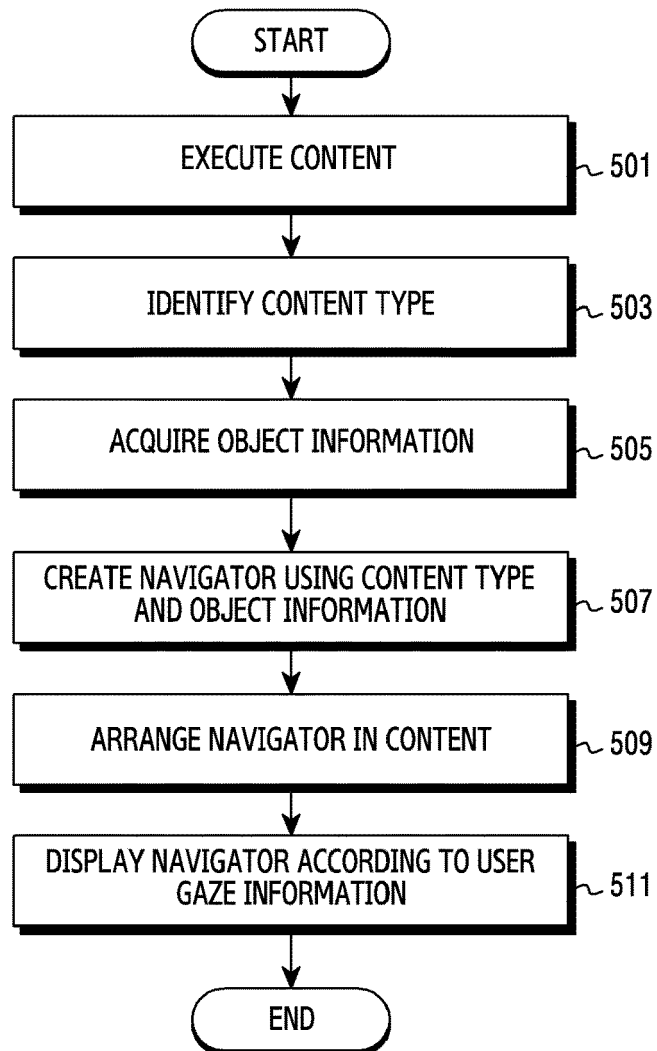 START
EXECUTE CONTENT
501
IDENTIFY CONTENT TYPE
503
ACQUIRE OBJECT INFORMATION
505
CREATE NAVIGATOR USING CONTENT TYPE
AND OBJECT INFORMATION
507
ARRANGE NAVIGATOR IN CONTENT
509
DISPLAY NAVIGATOR ACCORDING TO USER
GAZE INFORMATION
511
END